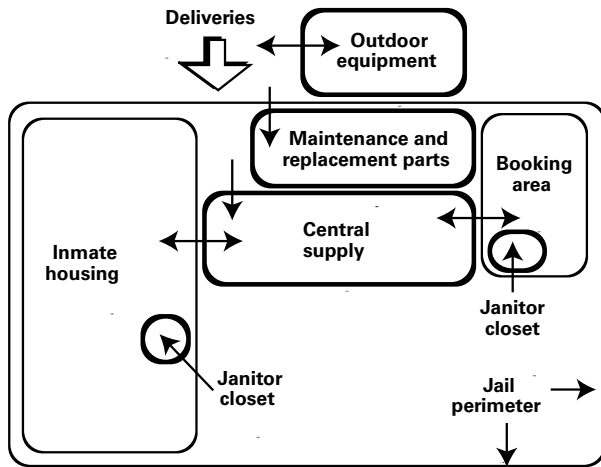 Deliveries
Outdoor
equipment
Maintenance and
replacement parts
Booking
area
Central
supply
Inmate
housing
Janitor
closet
Janitor
closet
Jail
perimeter